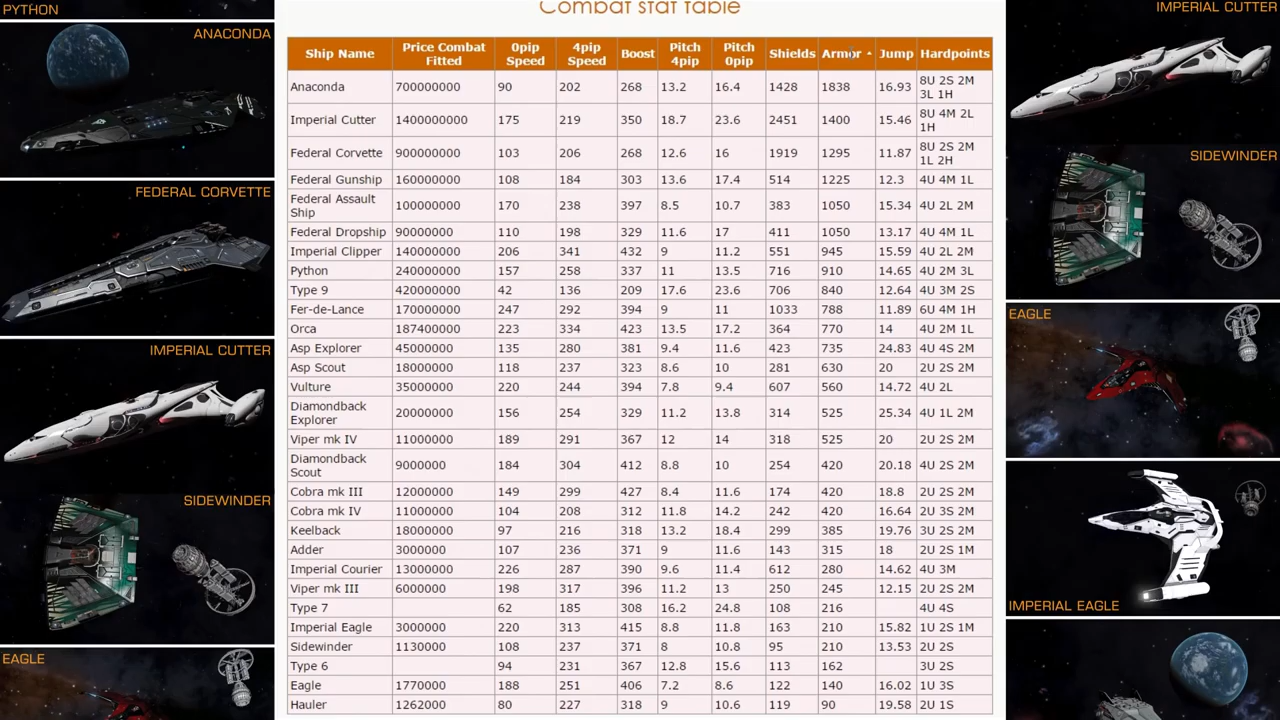 PYTHON
ANACONDA
FEDERAL CORVETTE
IMPERIAL CUTTER
SIDEWINDER
EAGLE
Combat stat table
Ship Name Price Combat Fitted 0pip Speed 4pip Speed Boost Pitch 4pip Pitch 0pip Shields Armor Jump Hardpoints
Anaconda 700000000 90 202 268 13.2 16.4 1428 1838 16.93 8U 2S 2M 3L 1H
Imperial Cutter 1400000000 175 219 350 18.7 23.6 2451 1400 15.46 8U 4M 2L 1H
Federal Corvette 900000000 103 206 268 12.6 16 1919 1295 11.87 8U 2S 2M 1L 2H
Federal Gunship 160000000 108 184 303 13.6 17.4 514 1225 12.3 4U 4M 1L
Federal Assault Ship 100000000 170 238 397 8.5 10.7 383 1050 15.34 4U 2L 2M
Federal Dropship 90000000 110 198 329 11.6 17 411 1050 13.17 4U 4M 1L
Imperial Clipper 140000000 206 341 432 9 11.2 551 945 15.59 4U 2L 2M
Python 240000000 157 258 337 11 13.5 716 910 14.65 4U 2M 3L
Type 9 420000000 42 136 209 17.6 23.6 706 840 12.64 4U 3M 2S
Fer-de-Lance 170000000 247 292 394 9 11 1033 788 11.89 6U 4M 1H
Orca 187400000 223 334 423 13.5 17.2 364 770 14 4U 2M 1L
Asp Explorer 45000000 135 280 381 9.4 11.6 423 735 24.83 4U 4S 2M
Asp Scout 18000000 118 237 323 8.6 10 281 630 20 2U 2S 2M
Vulture 35000000 220 244 394 7.8 9.4 607 560 14.72 4U 2L
Diamondback Explorer 20000000 156 254 329 11.2 13.8 314 525 25.34 4U 1L 2M
Viper mk IV 11000000 189 291 367 12 14 318 525 20 2U 2S 2M
Diamondback Scout 9000000 184 304 412 8.8 10 254 420 20.18 4U 2S 2M
Cobra mk III 12000000 149 299 427 8.4 11.6 174 420 18.8 2U 2S 2M
Cobra mk IV 11000000 104 208 312 11.8 14.2 242 420 16.64 2U 3S 2M
Keelback 18000000 97 216 318 13.2 18.4 299 385 19.76 3U 2S 2M
Adder 3000000 107 236 371 9 11.6 143 315 18 2U 2S 1M
Imperial Courier 13000000 226 287 390 9.6 11.4 612 280 14.62 4U 3M
Viper mk III 6000000 198 317 396 11.2 13 250 245 12.15 2U 2S 2M
Type 7 62 185 308 16.2 24.8 108 216 4U 4S
Imperial Eagle 3000000 220 313 415 8.8 11.8 163 210 15.82 1U 2S 1M
Sidewinder 1130000 108 237 371 8 10.8 95 210 13.53 2U 2S
Type 6 94 231 367 12.8 15.6 113 162 3U 2S
Eagle 1770000 188 251 406 7.2 8.6 122 140 16.02 1U 3S
Hauler 1262000 80 227 318 9 10.6 119 90 19.58 2U 1S
IMPERIAL CUTTER
SIDEWINDER
EAGLE
IMPERIAL EAGLE